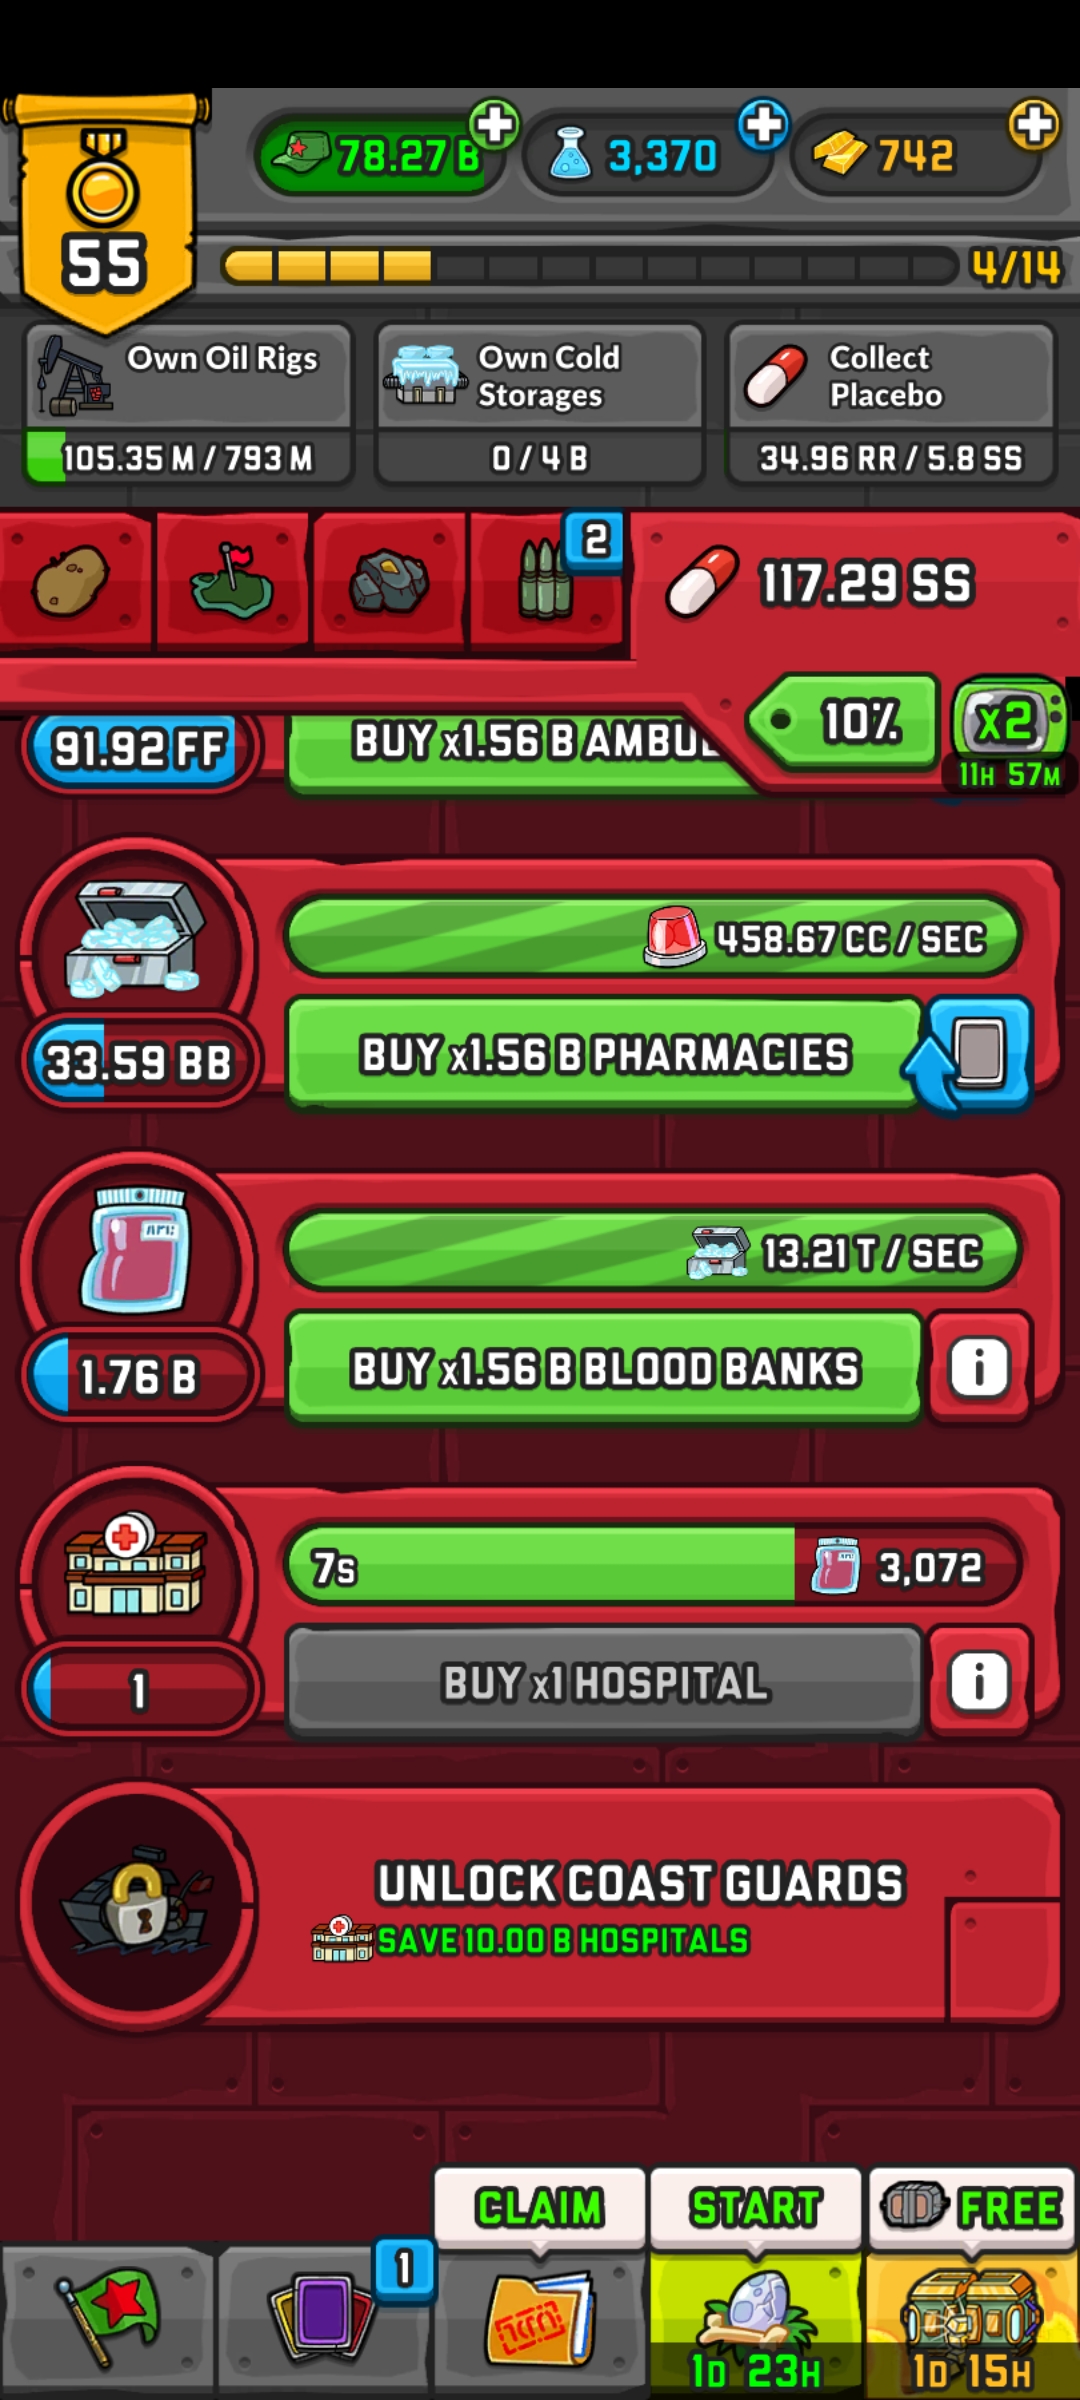 78.27 B
3,370
742
55
4/14
Own Oil Rigs
105.35 M / 793 M
Own Cold
Storages
0 / 4 B
Collect
Placebo
34.96 RR / 5.8 SS
2
117.29 SS
10%
x2
11H 57M
91.92 FF
BUY x1.56 B AMBUL
458.67 CC / SEC
33.59 BB
BUY x1.56 B PHARMACIES
13.21 T / SEC
1.76 B
BUY x1.56 B BLOOD BANKS
i
7s
3,072
1
BUY x1 HOSPITAL
i
UNLOCK COAST GUARDS
SAVE 10.00 B HOSPITALS
CLAIM
START
FREE
1
1D 23H
1D 15H